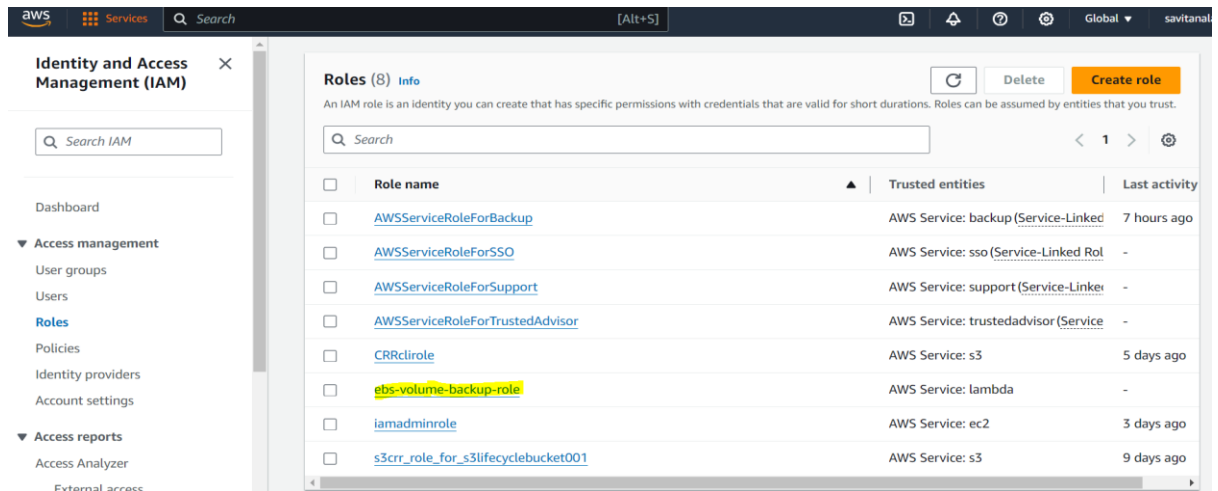 aws Services Search [Alt+S] Global ▼ savitanal
Identity and Access Management (IAM)
Search IAM
Dashboard
Access management
User groups
Users
Roles
Policies
Identity providers
Account settings
Access reports
Access Analyzer
External access
Roles (8) Info
Delete Create role
An IAM role is an identity you can create that has specific permissions with credentials that are valid for short durations. Roles can be assumed by entities that you trust.
Search
< 1 >
Role name Trusted entities Last activity
AWSServiceRoleForBackup AWS Service: backup (Service-Linked 7 hours ago
AWSServiceRoleForSSO AWS Service: sso (Service-Linked Rol -
AWSServiceRoleForSupport AWS Service: support (Service-Linke -
AWSServiceRoleForTrustedAdvisor AWS Service: trustedadvisor (Service -
CRRclirole AWS Service: s3 5 days ago
ebs-volume-backup-role AWS Service: lambda -
iamadminrole AWS Service: ec2 3 days ago
s3crr_role_for_s3lifecyclebucket001 AWS Service: s3 9 days ago